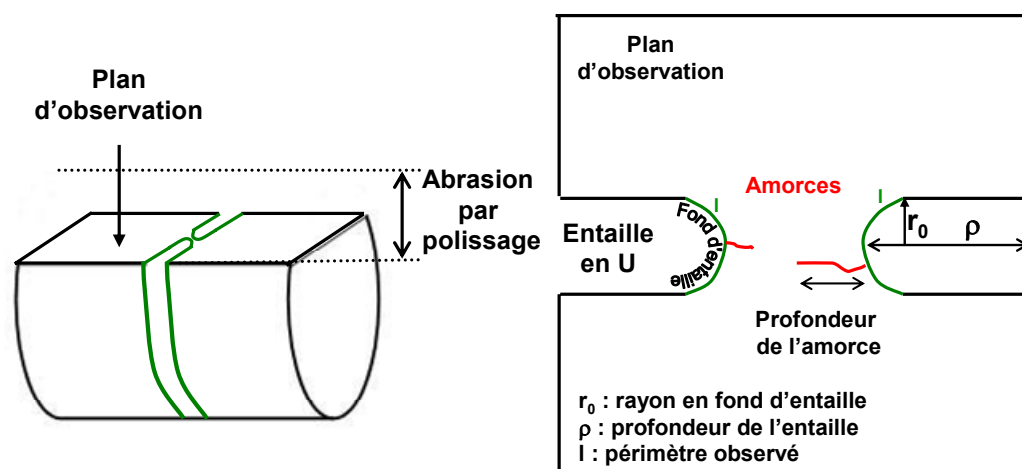 Plan
d'observation
Abrasion
par
polissage
Plan
d'observation
Amorces
l
l
Entaille
en U
Fond d'entaille
r0
ρ
Profondeur
de l'amorce
r0 : rayon en fond d'entaille
ρ : profondeur de l'entaille
l : périmètre observé